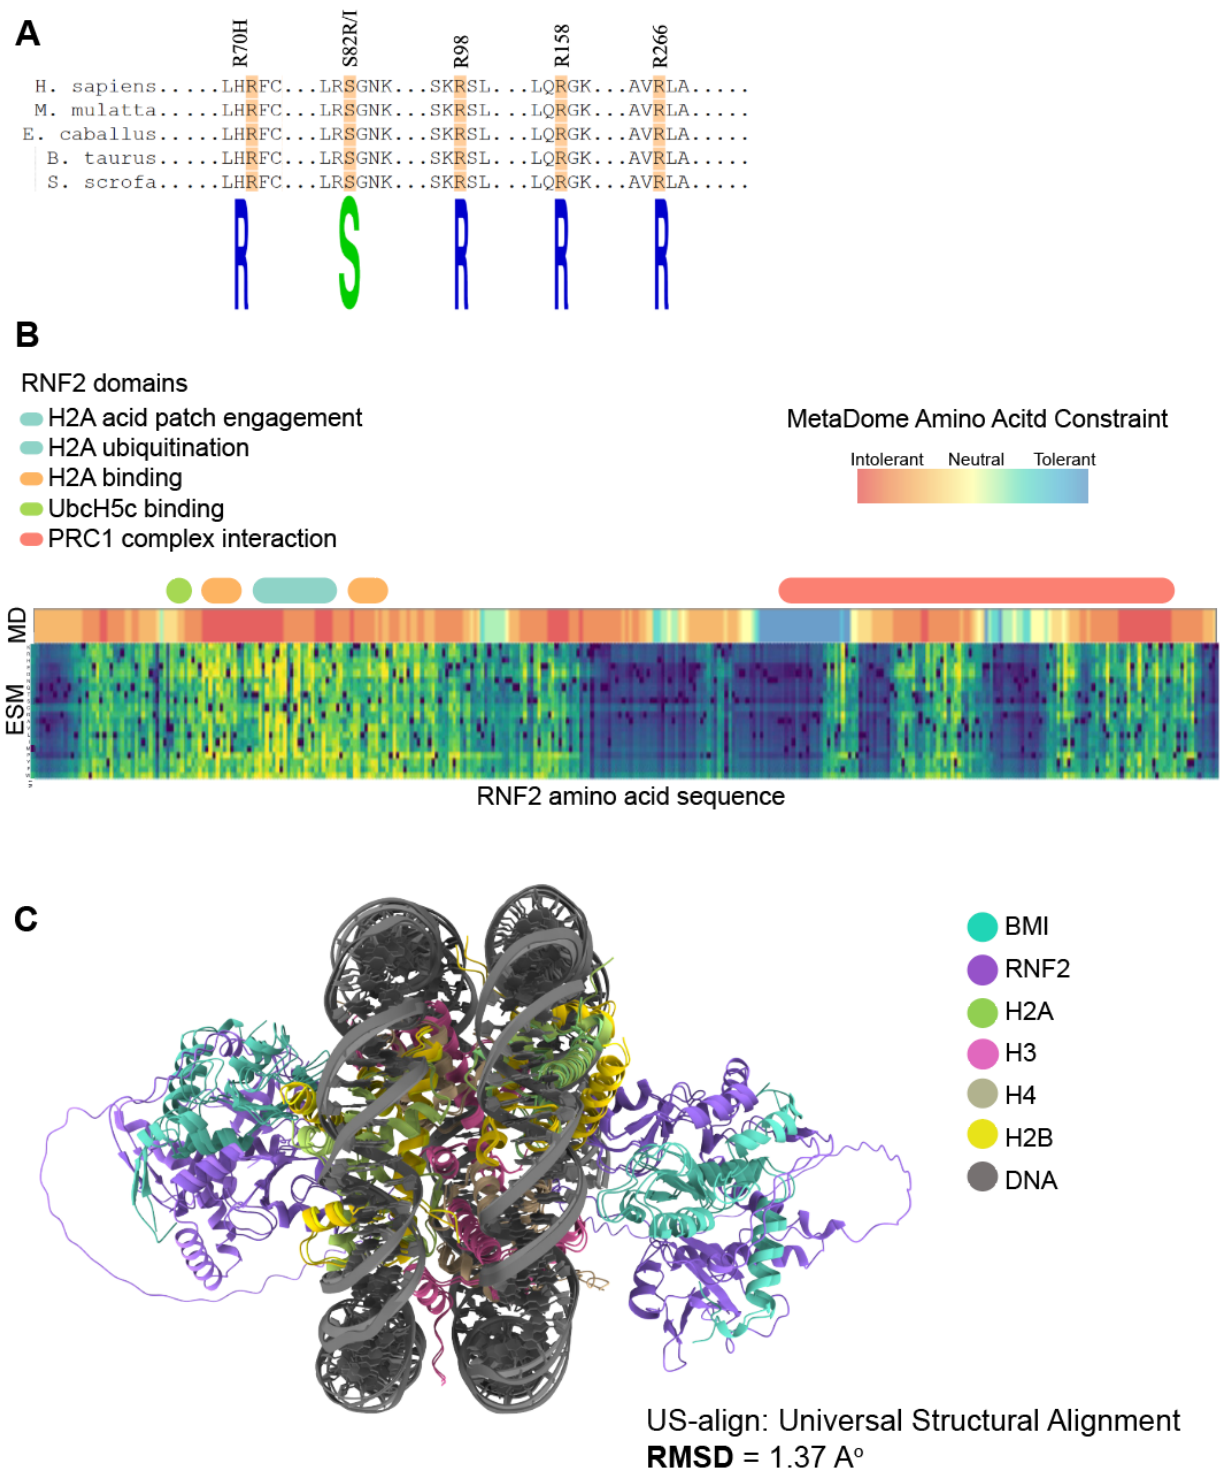 A
R70H S82R/I R98 R158 R266
H. sapiens.....LHRFC...LRSGNK...SKRSL...LQRGK...AVRLA.....
M. mulatta.....LHRFC...LRSGNK...SKRSL...LQRGK...AVRLA.....
E. caballus.....LHRFC...LRSGNK...SKRSL...LQRGK...AVRLA.....
B. taurus.....LHRFC...LRSGNK...SKRSL...LQRGK...AVRLA.....
S. scrofa.....LHRFC...LRSGNK...SKRSL...LQRGK...AVRLA.....
R S R R R
B
RNF2 domains
H2A acid patch engagement
H2A ubiquitination
H2A binding
UbcH5c binding
PRC1 complex interaction
MetaDome Amino Acitd Constraint
Intolerant Neutral Tolerant
MD
ESM
RNF2 amino acid sequence
C
BMI
RNF2
H2A
H3
H4
H2B
DNA
US-align: Universal Structural Alignment
RMSD = 1.37 Aº